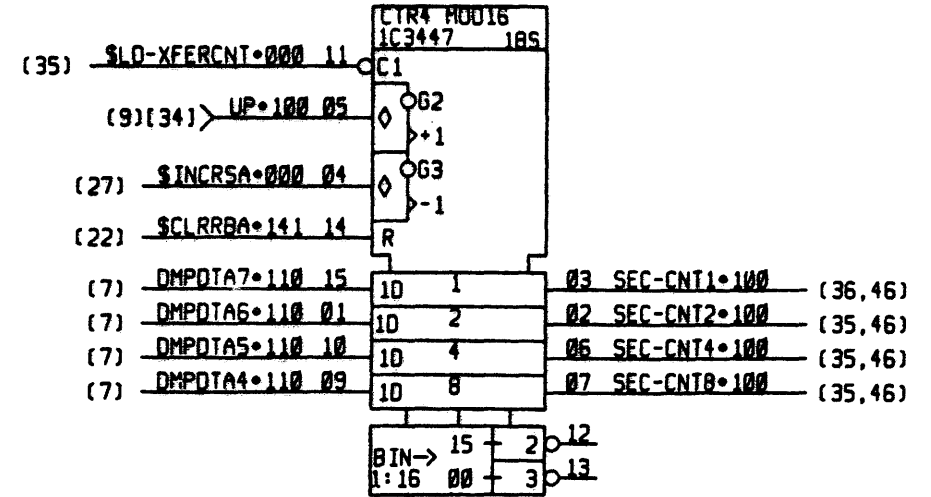 CTR4 MOD16
1C3447 18S
(35) $LD-XFERCNT•000 11 C1
(9)[34] UP•100 05 ◇ G2
+1
(27) $INCRSA•000 04 ◇ G3
-1
(22) $CLRRBA•141 14 R
(7) DMPDTA7•110 15 1D 1 03 SEC-CNT1•100 (36,46)
(7) DMPDTA6•110 01 1D 2 02 SEC-CNT2•100 (35,46)
(7) DMPDTA5•110 10 1D 4 06 SEC-CNT4•100 (35,46)
(7) DMPDTA4•110 09 1D 8 07 SEC-CNT8•100 (35,46)
BIN→ 15 2 12
1:16 00 3 13